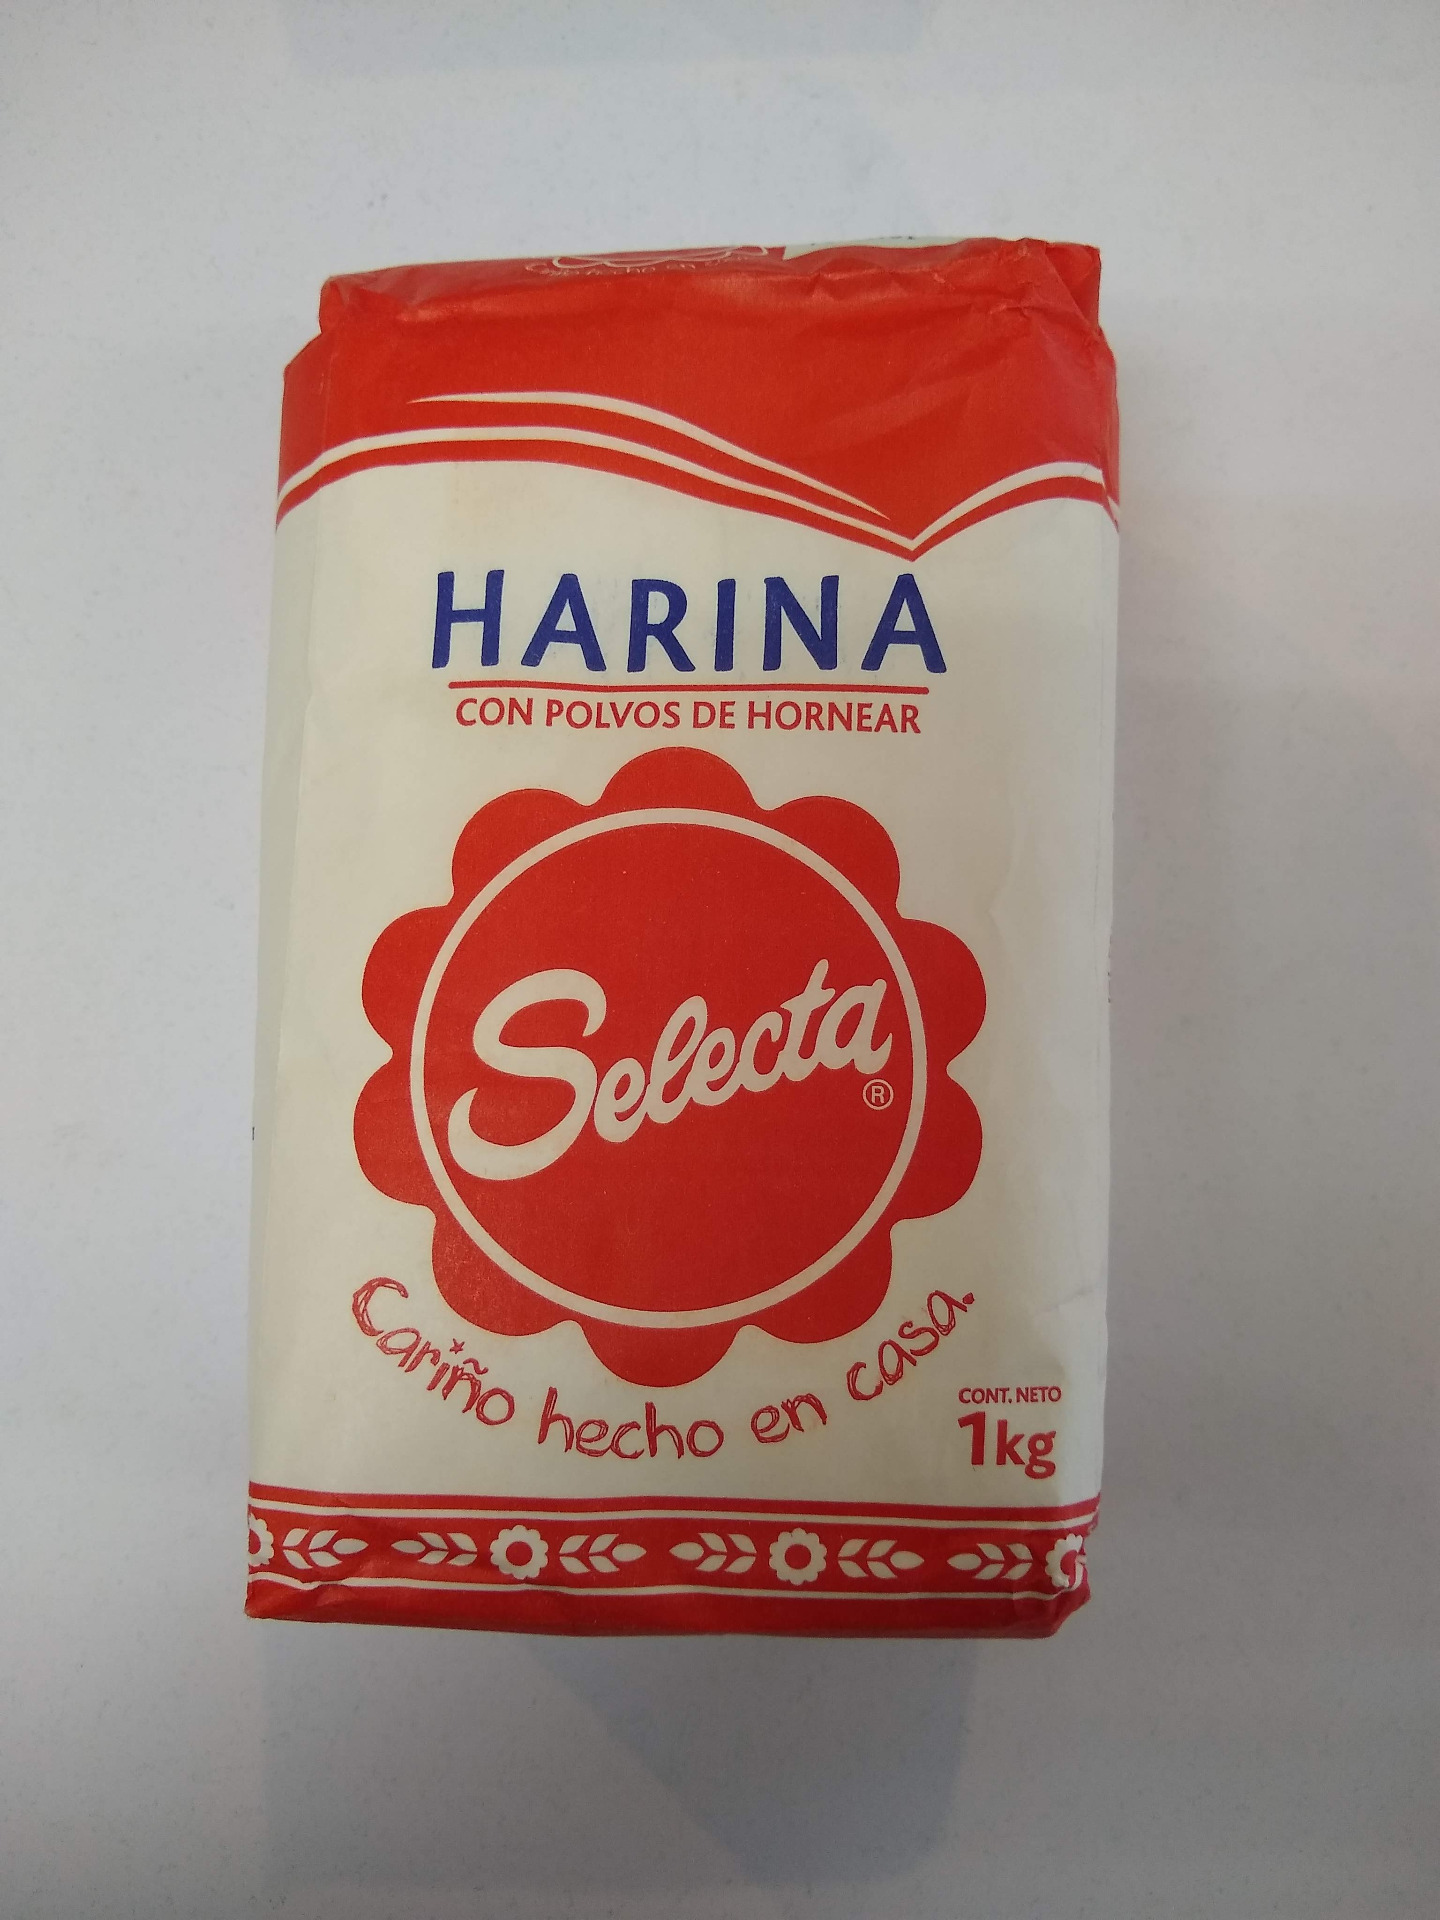 HARINA
CON POLVOS DE HORNEAR
Selecta
®
Cariño hecho en casa.
CONT. NETO
1kg